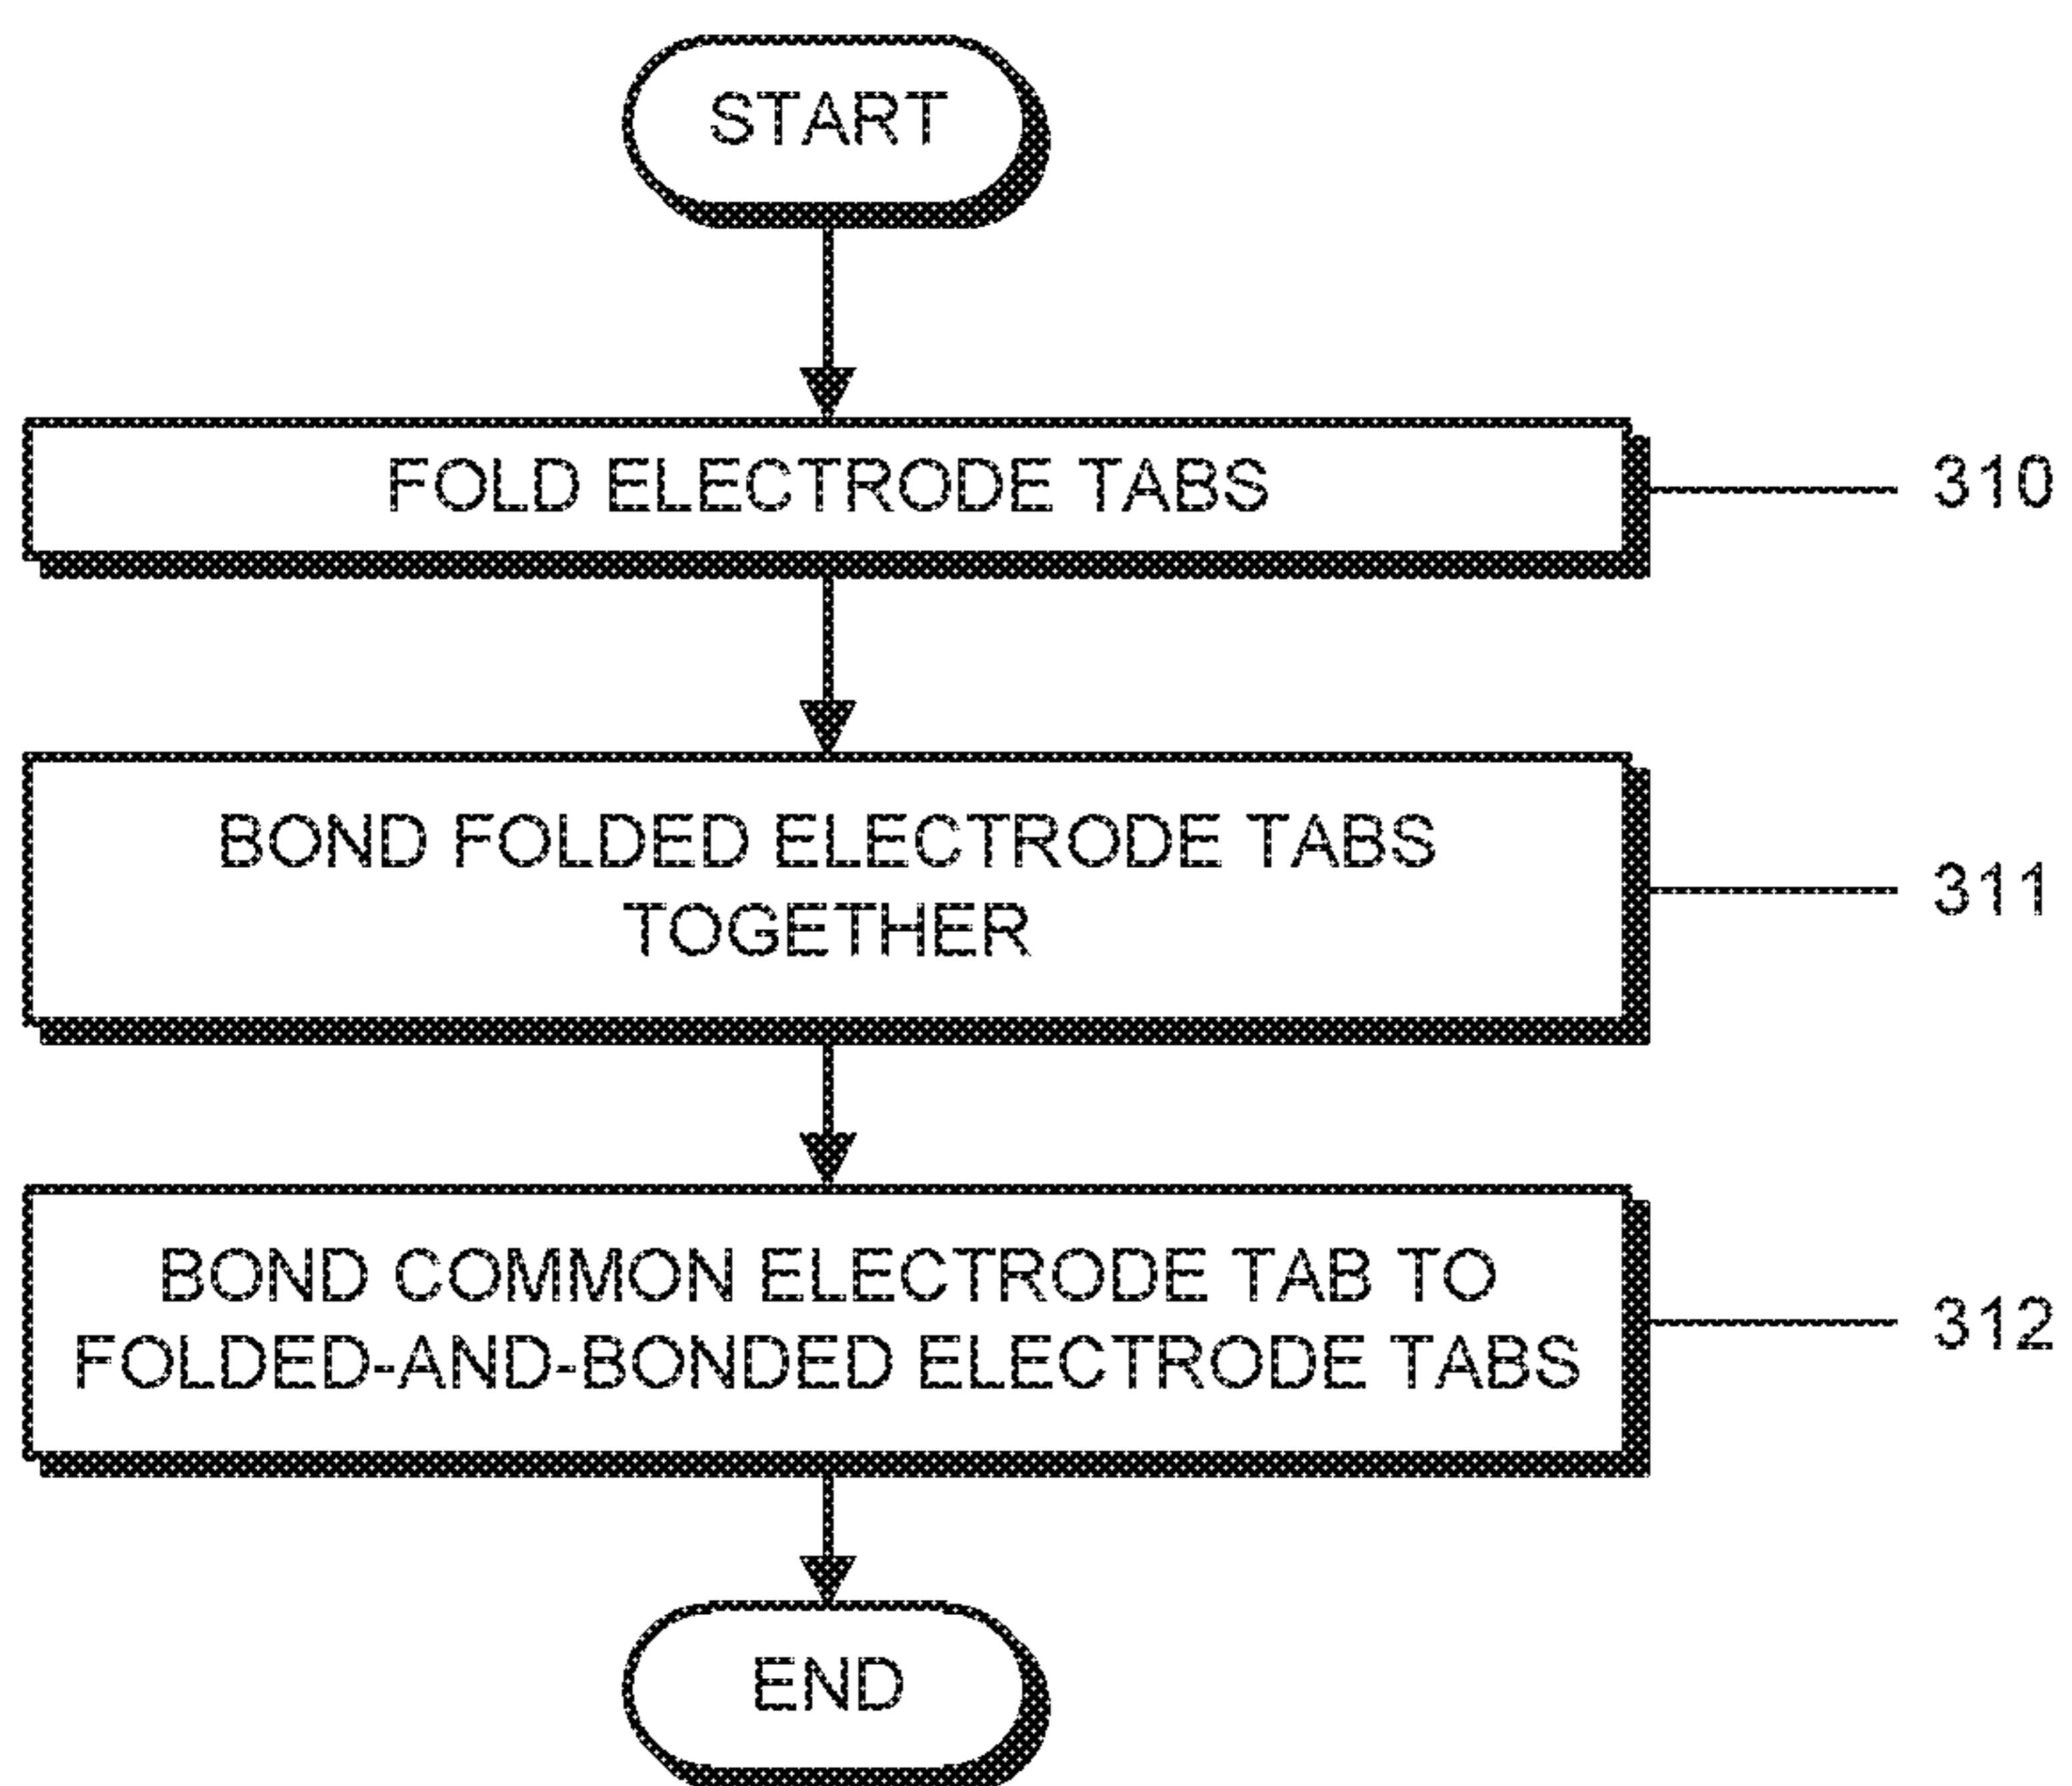 START
FOLD ELECTRODE TABS
310
BOND FOLDED ELECTRODE TABS
TOGETHER
311
BOND COMMON ELECTRODE TAB TO
FOLDED-AND-BONDED ELECTRODE TABS
312
END